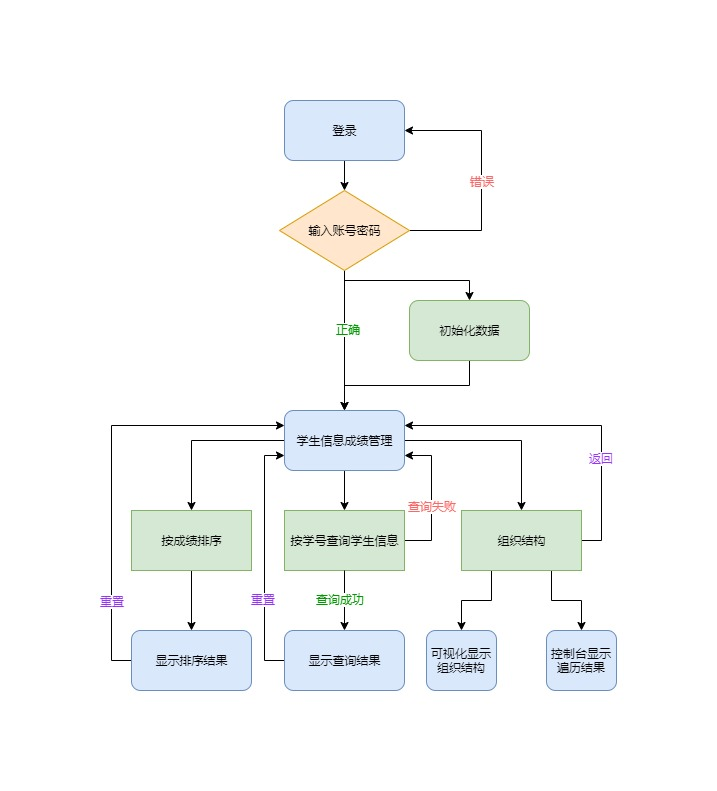 登录
错误
输入账号密码
正确
初始化数据
学生信息成绩管理
返回
查询失败
按成绩排序
按学号查询学生信息
组织结构
重置
重置
查询成功
显示排序结果
显示查询结果
可视化显示
组织结构
控制台显示
遍历结果